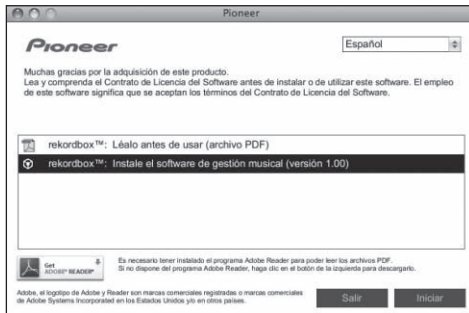 Pioneer
Pioneer
Español
Muchas gracias por la adquisición de este producto.
Lea y comprenda el Contrato de Licencia del Software antes de instalar o de utilizar este software. El empleo
de este software significa que se aceptan los términos del Contrato de Licencia del Software.
rekordbox™: Léalo antes de usar (archivo PDF)
rekordbox™: Instale el software de gestión musical (versión 1.00)
Get
ADOBE® READER®
Es necesario tener instalado el programa Adobe Reader para poder leer los archivos PDF.
Si no dispone del programa Adobe Reader, haga clic en el botón de la izquierda para descargarlo.
Adobe, el logotipo de Adobe y Reader son marcas comerciales registradas o marcas comerciales
de Adobe Systems Incorporated en los Estados Unidos y/o en otros países.
Salir
Iniciar